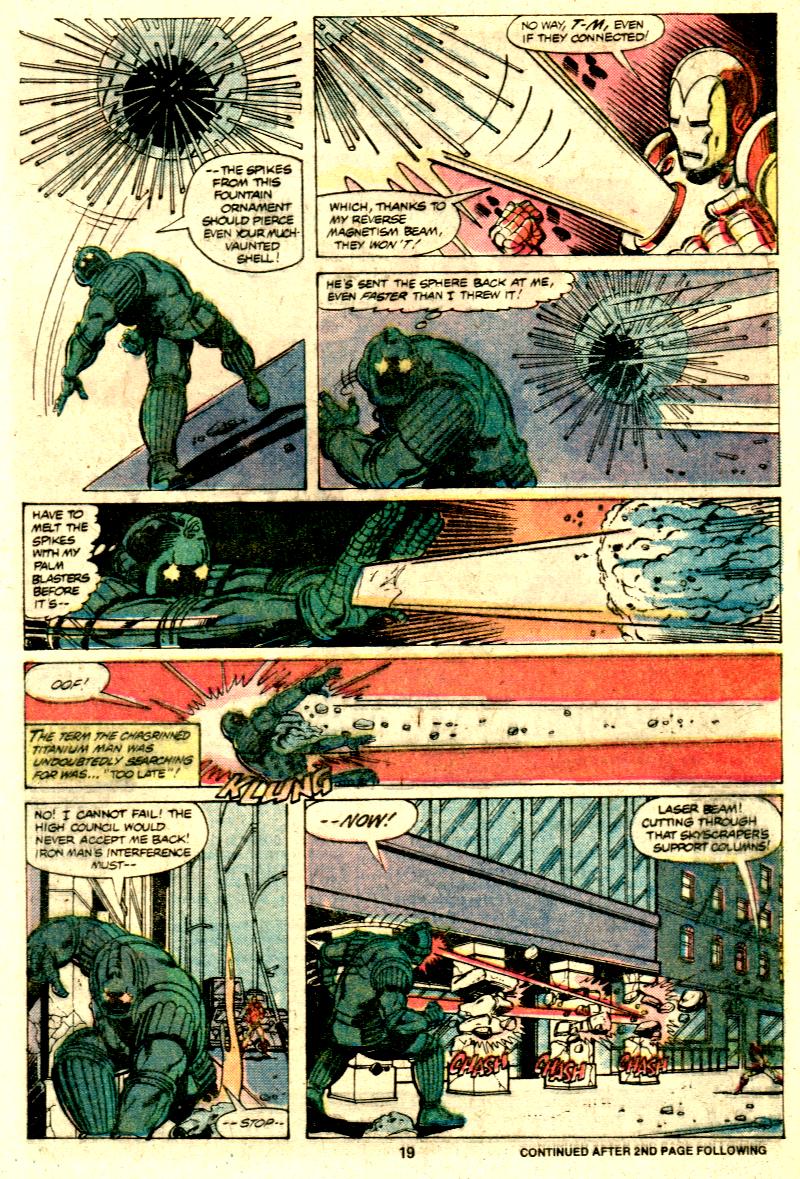 --THE SPIKES
FROM THIS
FOUNTAIN
ORNAMENT
SHOULD PIERCE
EVEN YOUR MUCH-
VAUNTED
SHELL!
NO WAY, T-M, EVEN
IF THEY CONNECTED!
WHICH, THANKS TO
MY REVERSE
MAGNETISM BEAM,
THEY WON'T!
HE'S SENT THE SPHERE BACK AT ME,
EVEN FASTER THAN I THREW IT!
HAVE TO
MELT THE
SPIKES
WITH MY
PALM
BLASTERS
BEFORE
IT'S--
OOF!
THE TERM THE CHAGRINNED
TITANIUM MAN WAS
UNDOUBTEDLY SEARCHING
FOR WAS... "TOO LATE"!
KLUNG
NO! I CANNOT FAIL! THE
HIGH COUNCIL WOULD
NEVER ACCEPT ME BACK!
IRON MAN'S INTERFERENCE
MUST--
--STOP--
--NOW!
LASER BEAM!
CUTTING THROUGH
THAT SKYSCRAPER'S
SUPPORT COLUMNS!
CHASH
CHASH
CHASH
19
CONTINUED AFTER 2ND PAGE FOLLOWING